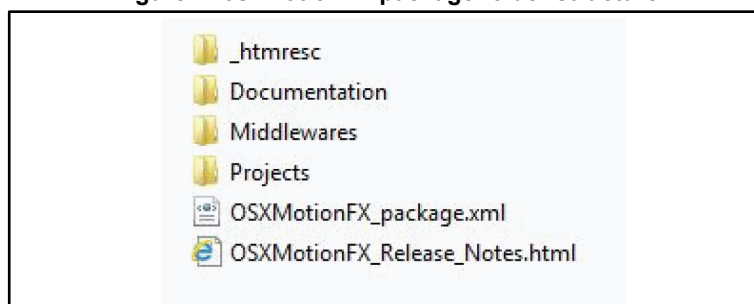 _htmresc
Documentation
Middlewares
Projects
OSXMotionFX_package.xml
OSXMotionFX_Release_Notes.html